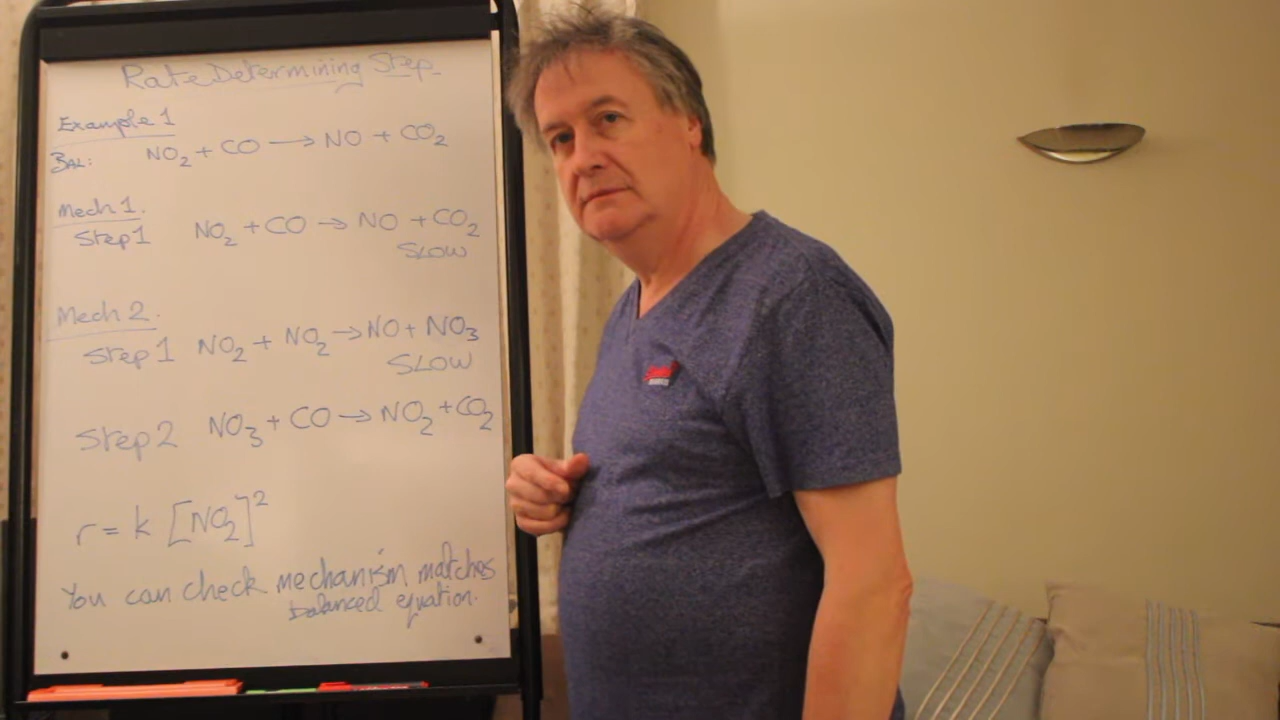 Rate Determining Step
Example 1
BAL: NO₂ + CO → NO + CO₂
Mech 1.
Step 1 NO₂ + CO → NO + CO₂
SLOW
Mech 2.
Step 1 NO₂ + NO₂ → NO + NO₃
SLOW
Step 2 NO₃ + CO → NO₂ + CO₂
r = k [NO₂]²
You can check mechanism matches
balanced equation.